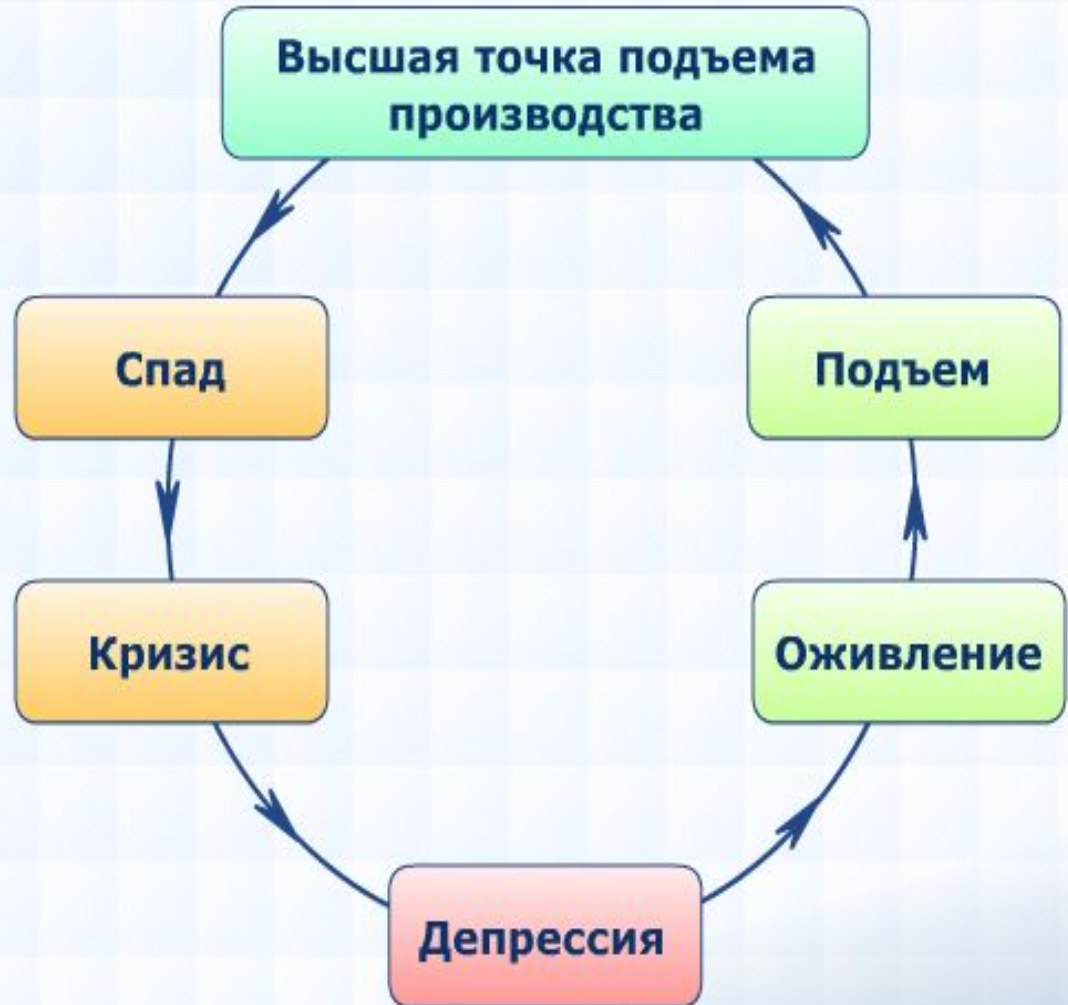 Высшая точка подъема
производства
Спад
Подъем
Кризис
Оживление
Депрессия